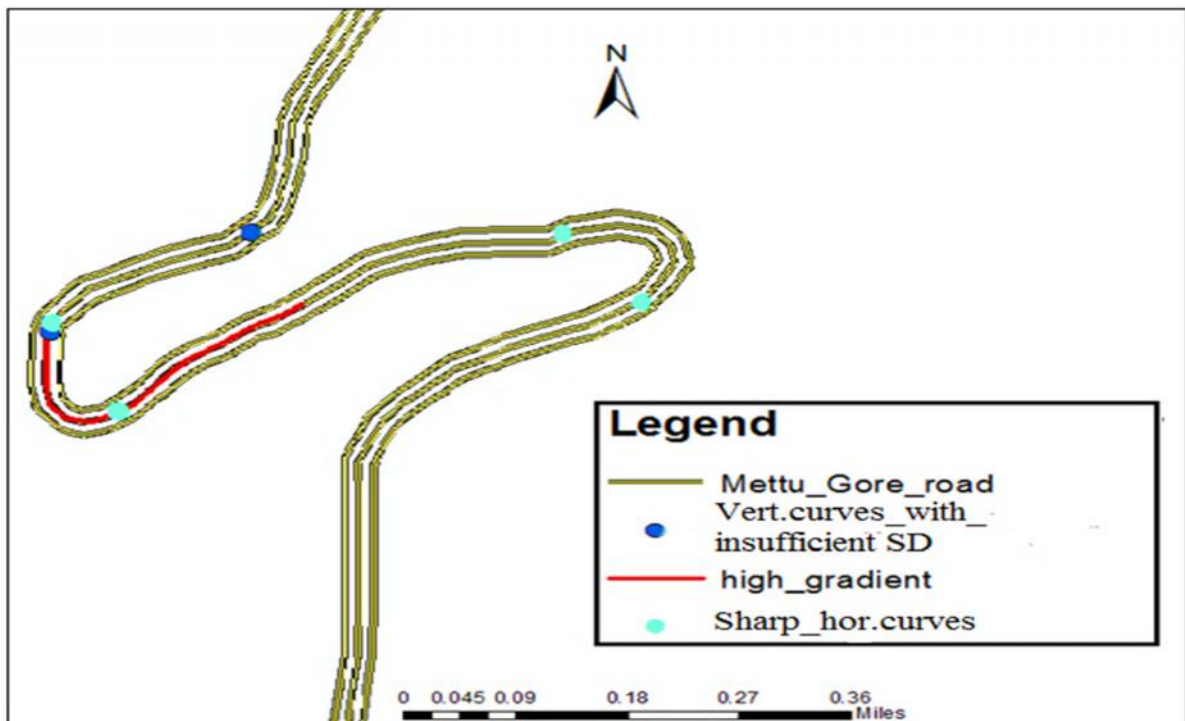 N
Legend
Mettu_Gore_road
Vert.curves_with_
insufficient SD
high_gradient
Sharp_hor.curves
0 0.045 0.09 0.18 0.27 0.36
Miles